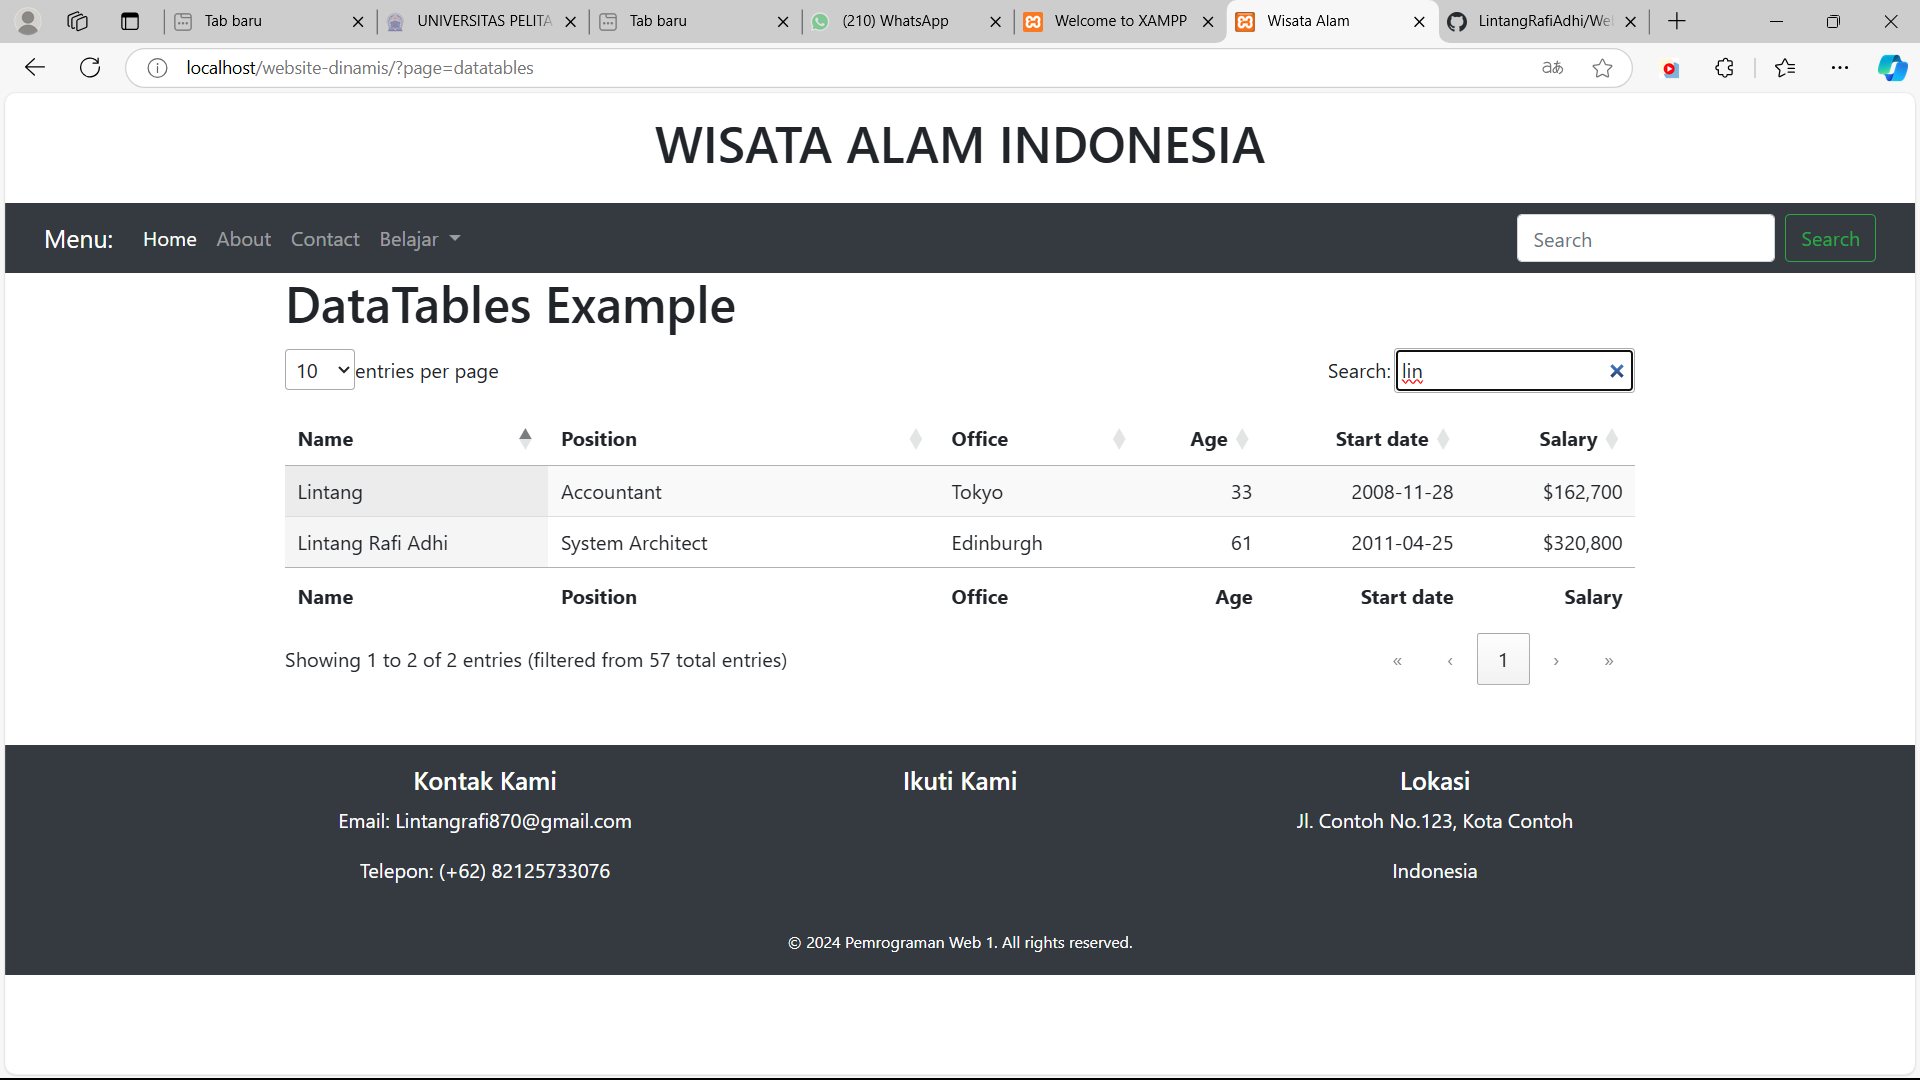 Tab baru
UNIVERSITAS PELITA
Tab baru
(210) WhatsApp
Welcome to XAMPP
Wisata Alam
LintangRafiAdhi/We
localhost/website-dinamis/?page=datatables
WISATA ALAM INDONESIA
Menu: Home About Contact Belajar Search Search
DataTables Example
10 entries per page Search: lin
Name Position Office Age Start date Salary
Lintang Accountant Tokyo 33 2008-11-28 $162,700
Lintang Rafi Adhi System Architect Edinburgh 61 2011-04-25 $320,800
Name Position Office Age Start date Salary
Showing 1 to 2 of 2 entries (filtered from 57 total entries) « ‹ 1 › »
Kontak Kami Ikuti Kami Lokasi
Email: Lintangrafi870@gmail.com Jl. Contoh No.123, Kota Contoh
Telepon: (+62) 82125733076 Indonesia
© 2024 Pemrograman Web 1. All rights reserved.